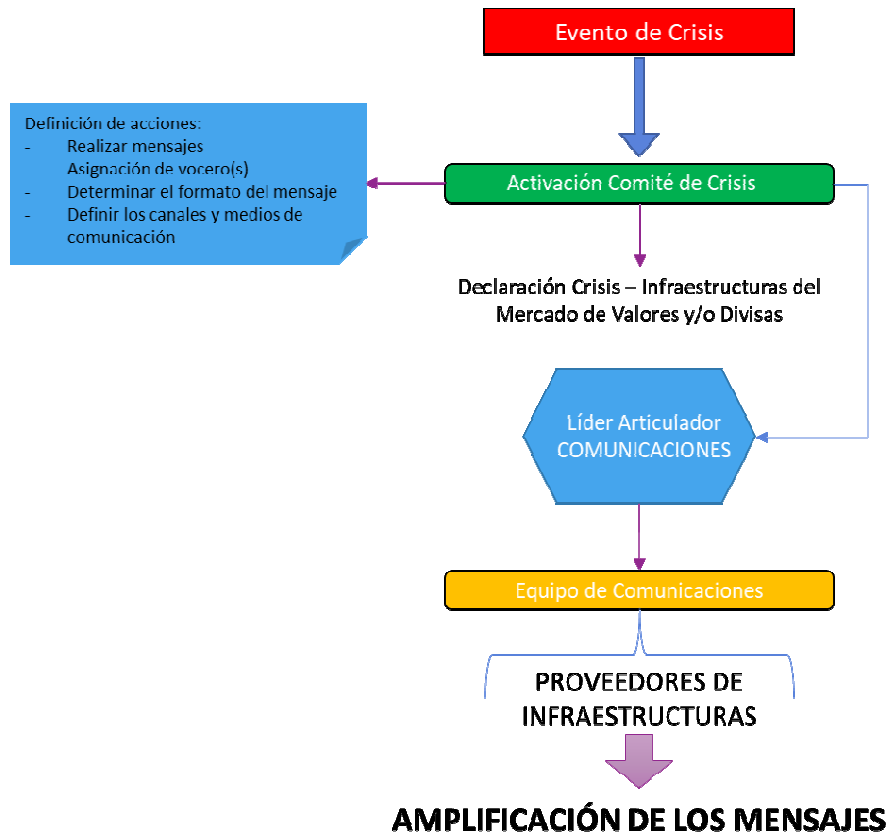 Evento de Crisis
Definición de acciones:
- Realizar mensajes
Asignación de vocero(s)
- Determinar el formato del mensaje
- Definir los canales y medios de
comunicación
Activación Comité de Crisis
Declaración Crisis – Infraestructuras del
Mercado de Valores y/o Divisas
Líder Articulador
COMUNICACIONES
Equipo de Comunicaciones
PROVEEDORES DE
INFRAESTRUCTURAS
AMPLIFICACIÓN DE LOS MENSAJES